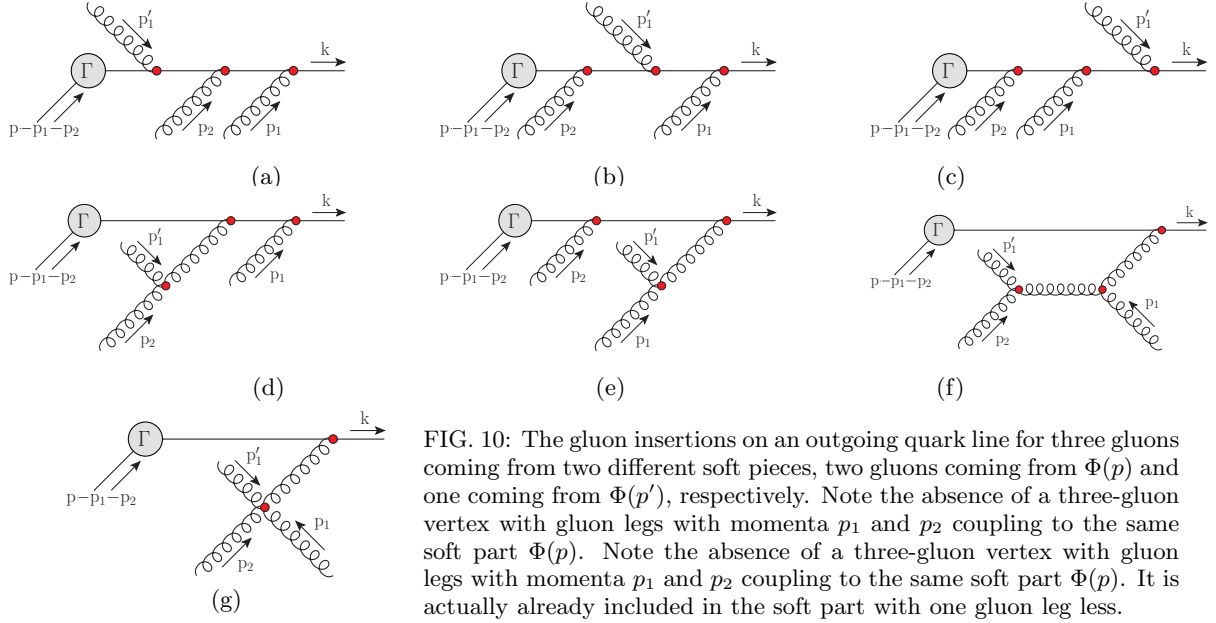 p′₁
k
Γ
p₂
p₁
p−p₁−p₂
(a)
p′₁
k
Γ
p₂
p₁
p−p₁−p₂
(b)
p′₁
k
Γ
p₂
p₁
p−p₁−p₂
(c)
k
Γ
p′₁
p₁
p−p₁−p₂
p₂
(d)
k
Γ
p′₁
p₂
p−p₁−p₂
p₁
(e)
k
Γ
p′₁
p−p₁−p₂
p₁
p₂
(f)
k
Γ
p′₁
p−p₁−p₂
p₁
p₂
(g)
FIG. 10: The gluon insertions on an outgoing quark line for three gluons
coming from two different soft pieces, two gluons coming from Φ(p) and
one coming from Φ(p′), respectively. Note the absence of a three-gluon
vertex with gluon legs with momenta p₁ and p₂ coupling to the same
soft part Φ(p). Note the absence of a three-gluon vertex with gluon
legs with momenta p₁ and p₂ coupling to the same soft part Φ(p). It is
actually already included in the soft part with one gluon leg less.